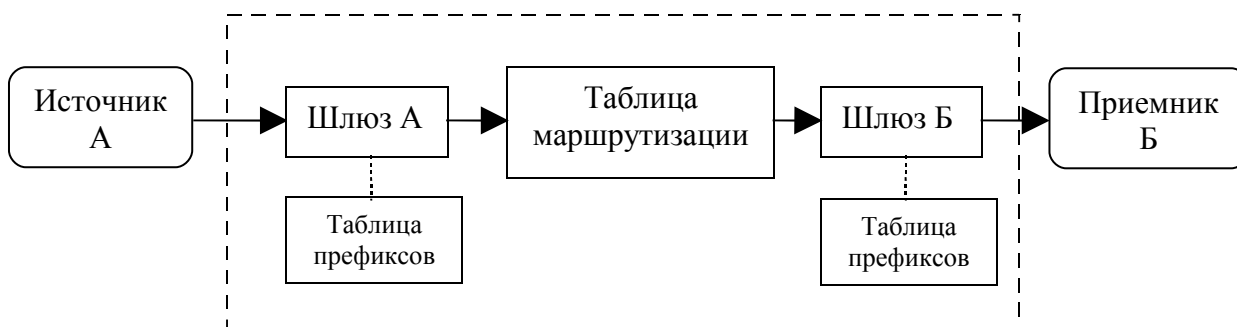 Источник
А
Шлюз А
Таблица
маршрутизации
Шлюз Б
Приемник
Б
Таблица
префиксов
Таблица
префиксов